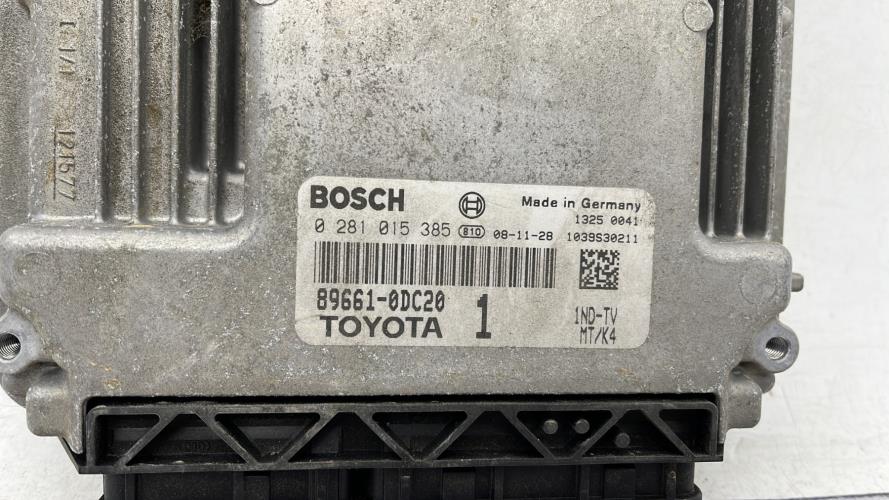 BOSCH
Made in Germany
1325 0041
0 281 015 385 810 08-11-28 1039S30211
89661-0DC20
TOYOTA
1
1ND-TV
MT/K4
121577